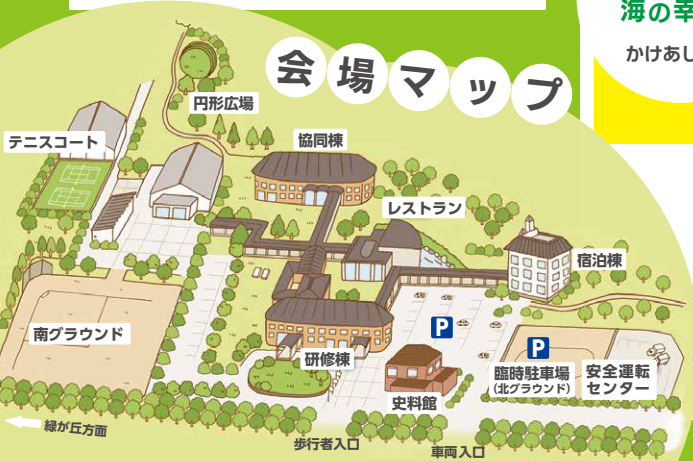 海の幸
かけあし
会場マップ
円形広場
テニスコート
協同棟
レストラン
宿泊棟
南グラウンド
P
P
研修棟
臨時駐車場
(北グラウンド)
安全運転
センター
史料館
緑が丘方面
歩行者入口
車両入口